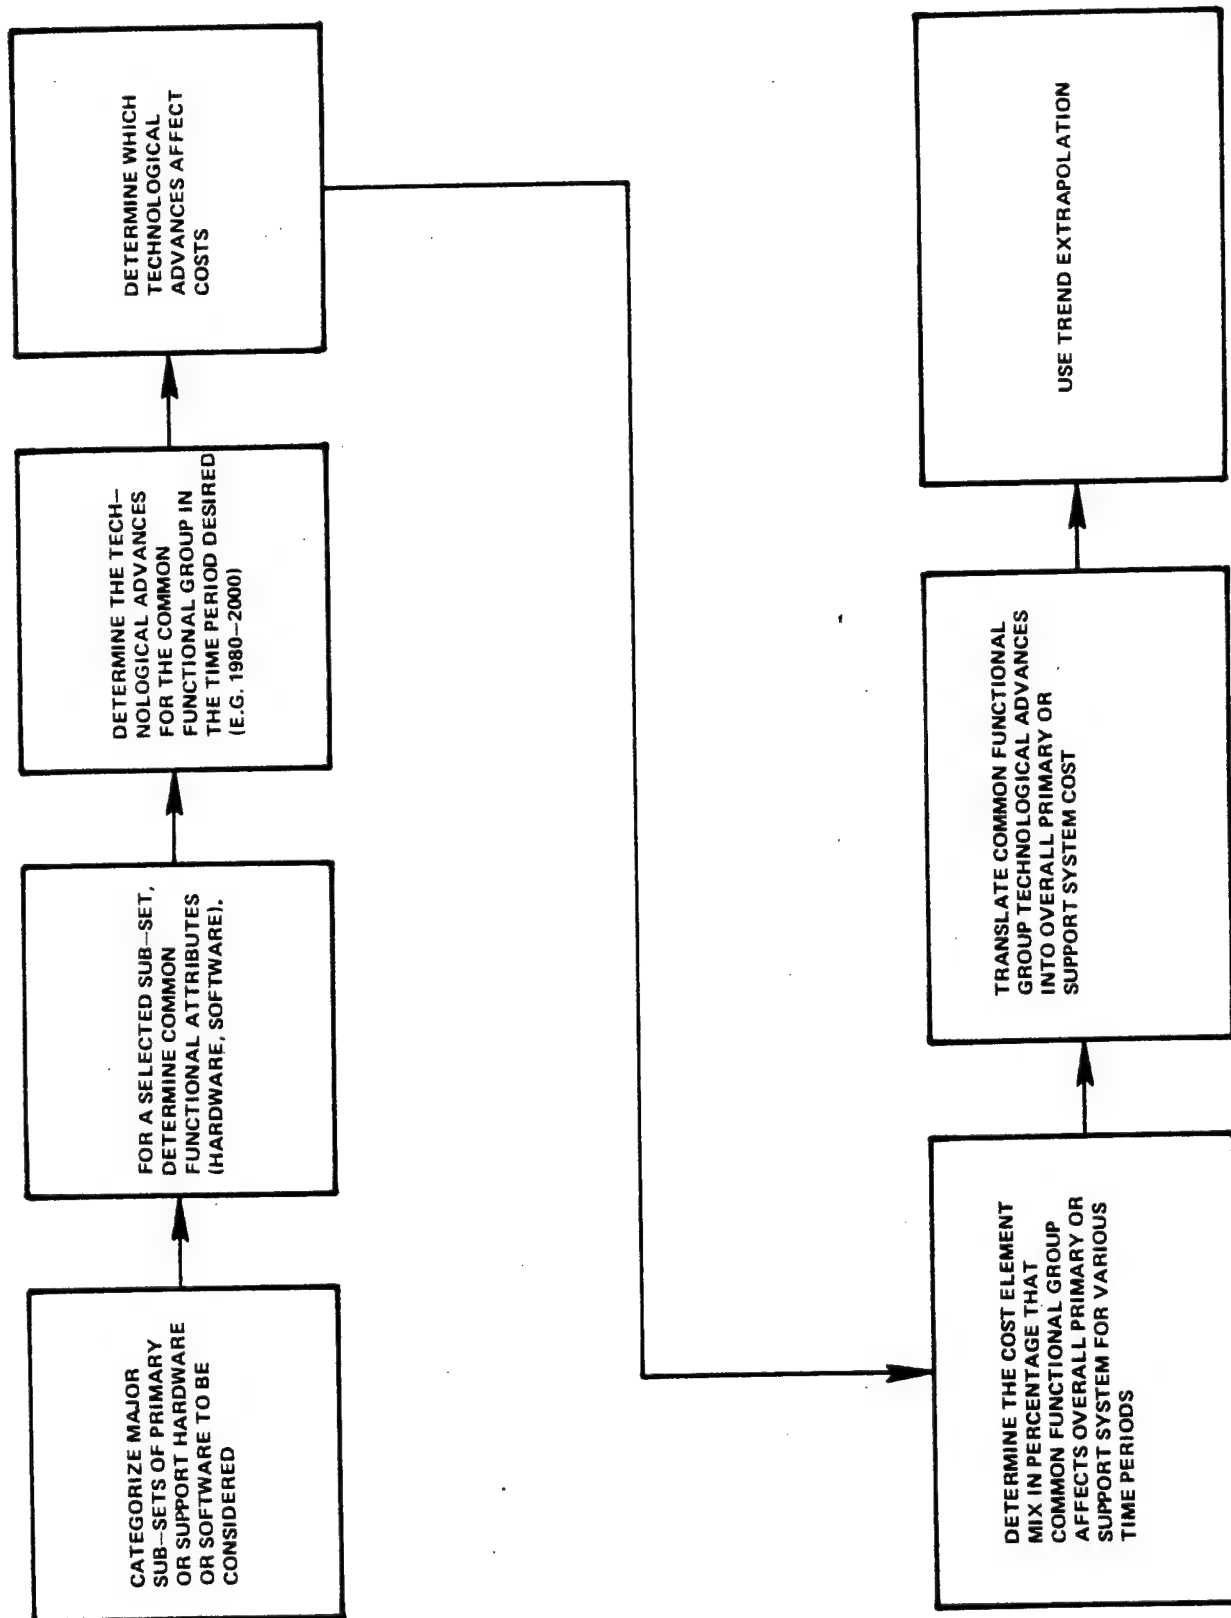 CATEGORIZE MAJOR
SUB—SETS OF PRIMARY
OR SUPPORT HARDWARE
OR SOFTWARE TO BE
CONSIDERED
FOR A SELECTED SUB—SET,
DETERMINE COMMON
FUNCTIONAL ATTRIBUTES
(HARDWARE, SOFTWARE).
DETERMINE THE TECH—
NOLOGICAL ADVANCES
FOR THE COMMON
FUNCTIONAL GROUP IN
THE TIME PERIOD DESIRED
(E.G. 1980—2000)
DETERMINE WHICH
TECHNOLOGICAL
ADVANCES AFFECT
COSTS
DETERMINE THE COST ELEMENT
MIX IN PERCENTAGE THAT
COMMON FUNCTIONAL GROUP
AFFECTS OVERALL PRIMARY OR
SUPPORT SYSTEM FOR VARIOUS
TIME PERIODS
TRANSLATE COMMON FUNCTIONAL
GROUP TECHNOLOGICAL ADVANCES
INTO OVERALL PRIMARY OR
SUPPORT SYSTEM COST
USE TREND EXTRAPOLATION